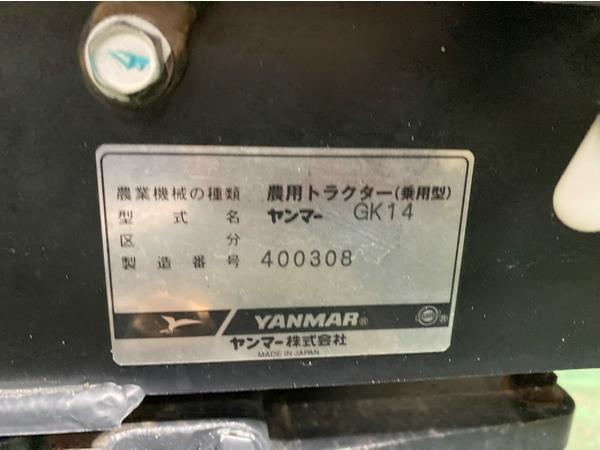 農業機械の種類 農用トラクター(乗用型)
型式名 ヤンマー GK14
区分
製造番号 400308
YANMAR®
ヤンマー株式会社
MADE IN JAPAN